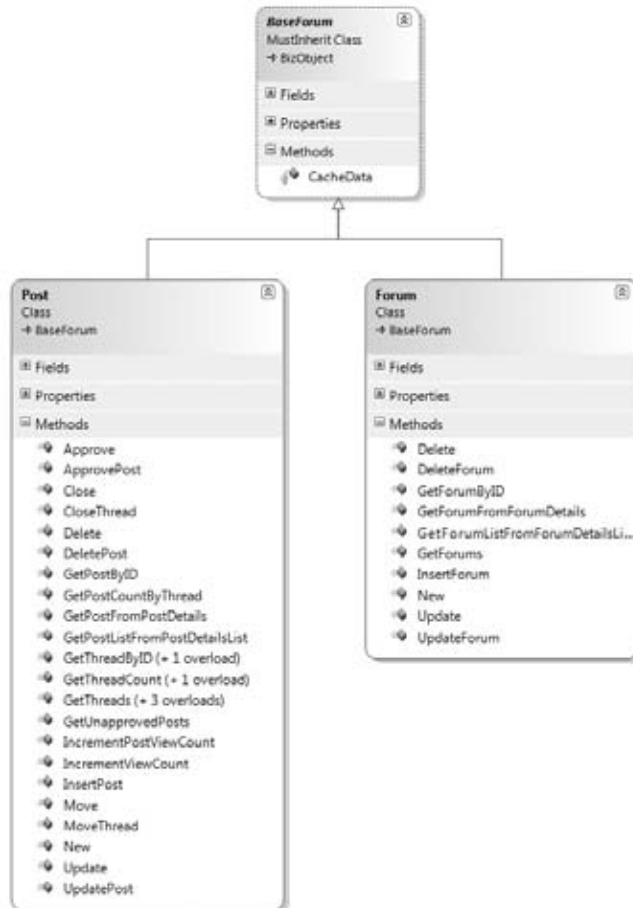 BaseForum
MustInherit Class
BizObject
Fields
Properties
Methods
CacheData
Post
Class
BaseForum
Fields
Properties
Methods
Approve
ApprovePost
Close
CloseThread
Delete
DeletePost
GetPostByID
GetPostCountByThread
GetPostFromPostDetails
GetPostListFromPostDetailsList
GetThreadByID (+ 1 overload)
GetThreadCount (+ 1 overload)
GetThreads (+ 3 overloads)
GetUnapprovedPosts
IncrementPostViewCount
IncrementViewCount
InsertPost
Move
MoveThread
New
Update
UpdatePost
Forum
Class
BaseForum
Fields
Properties
Methods
Delete
DeleteForum
GetForumByID
GetForumFromForumDetails
GetForumListFromForumDetailsLi...
GetForums
InsertForum
New
Update
UpdateForum